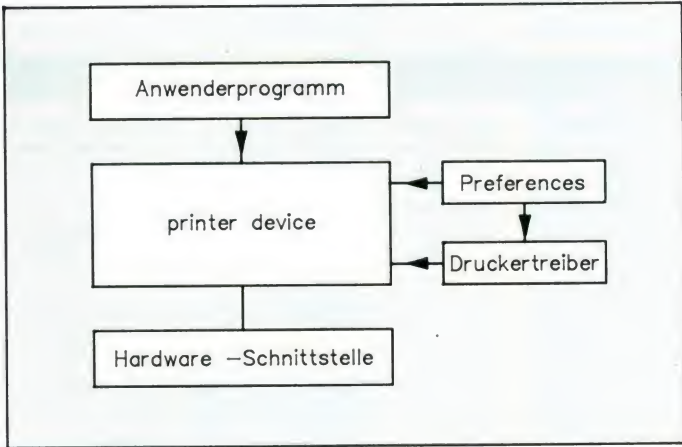 Anwenderprogramm
printer device
Preferences
Druckertreiber
Hardware –Schnittstelle